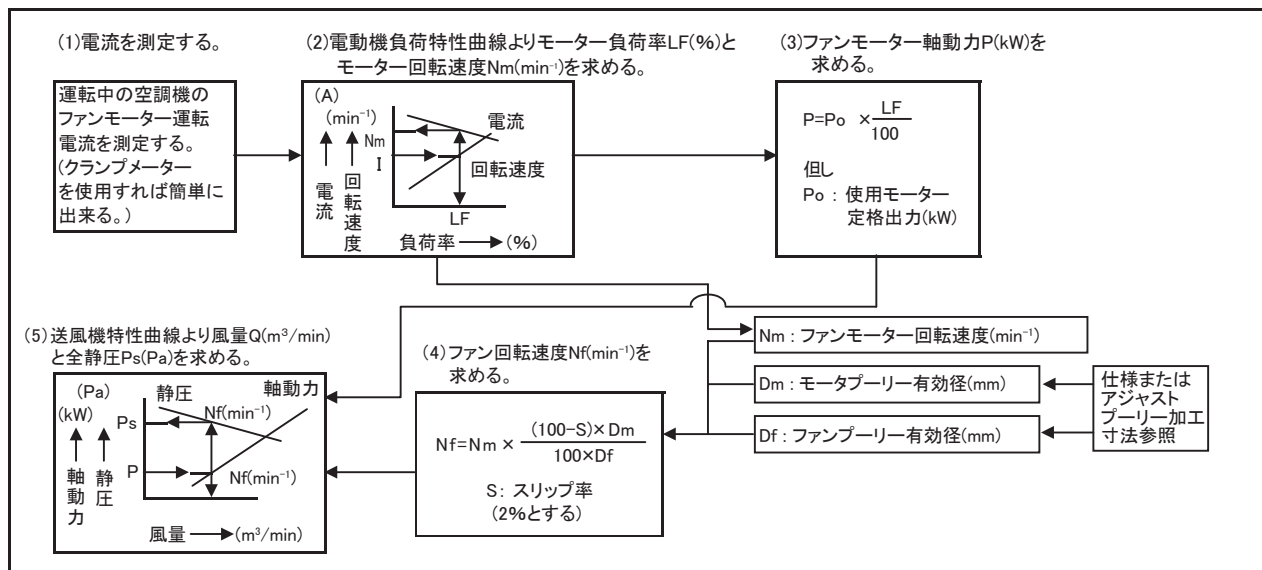 (1)電流を測定する。
運転中の空調機の
ファンモーター運転
電流を測定する。
(クランプメーター
を使用すれば簡単に
出来る。)
(2)電動機負荷特性曲線よりモーター負荷率LF(%)と
モーター回転速度Nm(min⁻¹)を求める。
(A)
(min⁻¹)
Nm
I
電流
回転速度
電流
回転速度
LF
負荷率 (%)
(3)ファンモーター軸動力P(kW)を
求める。
P=Po ×LF/100
但し
Po : 使用モーター
定格出力(kW)
Nm : ファンモーター回転速度(min⁻¹)
Dm : モータプーリー有効径(mm)
Df : ファンプーリー有効径(mm)
仕様または
アジャスト
プーリー加工
寸法参照
(4)ファン回転速度Nf(min⁻¹)を
求める。
Nf=Nm × (100-S)×Dm/100×Df
S: スリップ率
(2%とする)
(5)送風機特性曲線より風量Q(m³/min)
と全静圧Ps(Pa)を求める。
(Pa)
(kW)
静圧
軸動力
Nf(min⁻¹)
Ps
P
Nf(min⁻¹)
軸動力
静圧
風量 (m³/min)